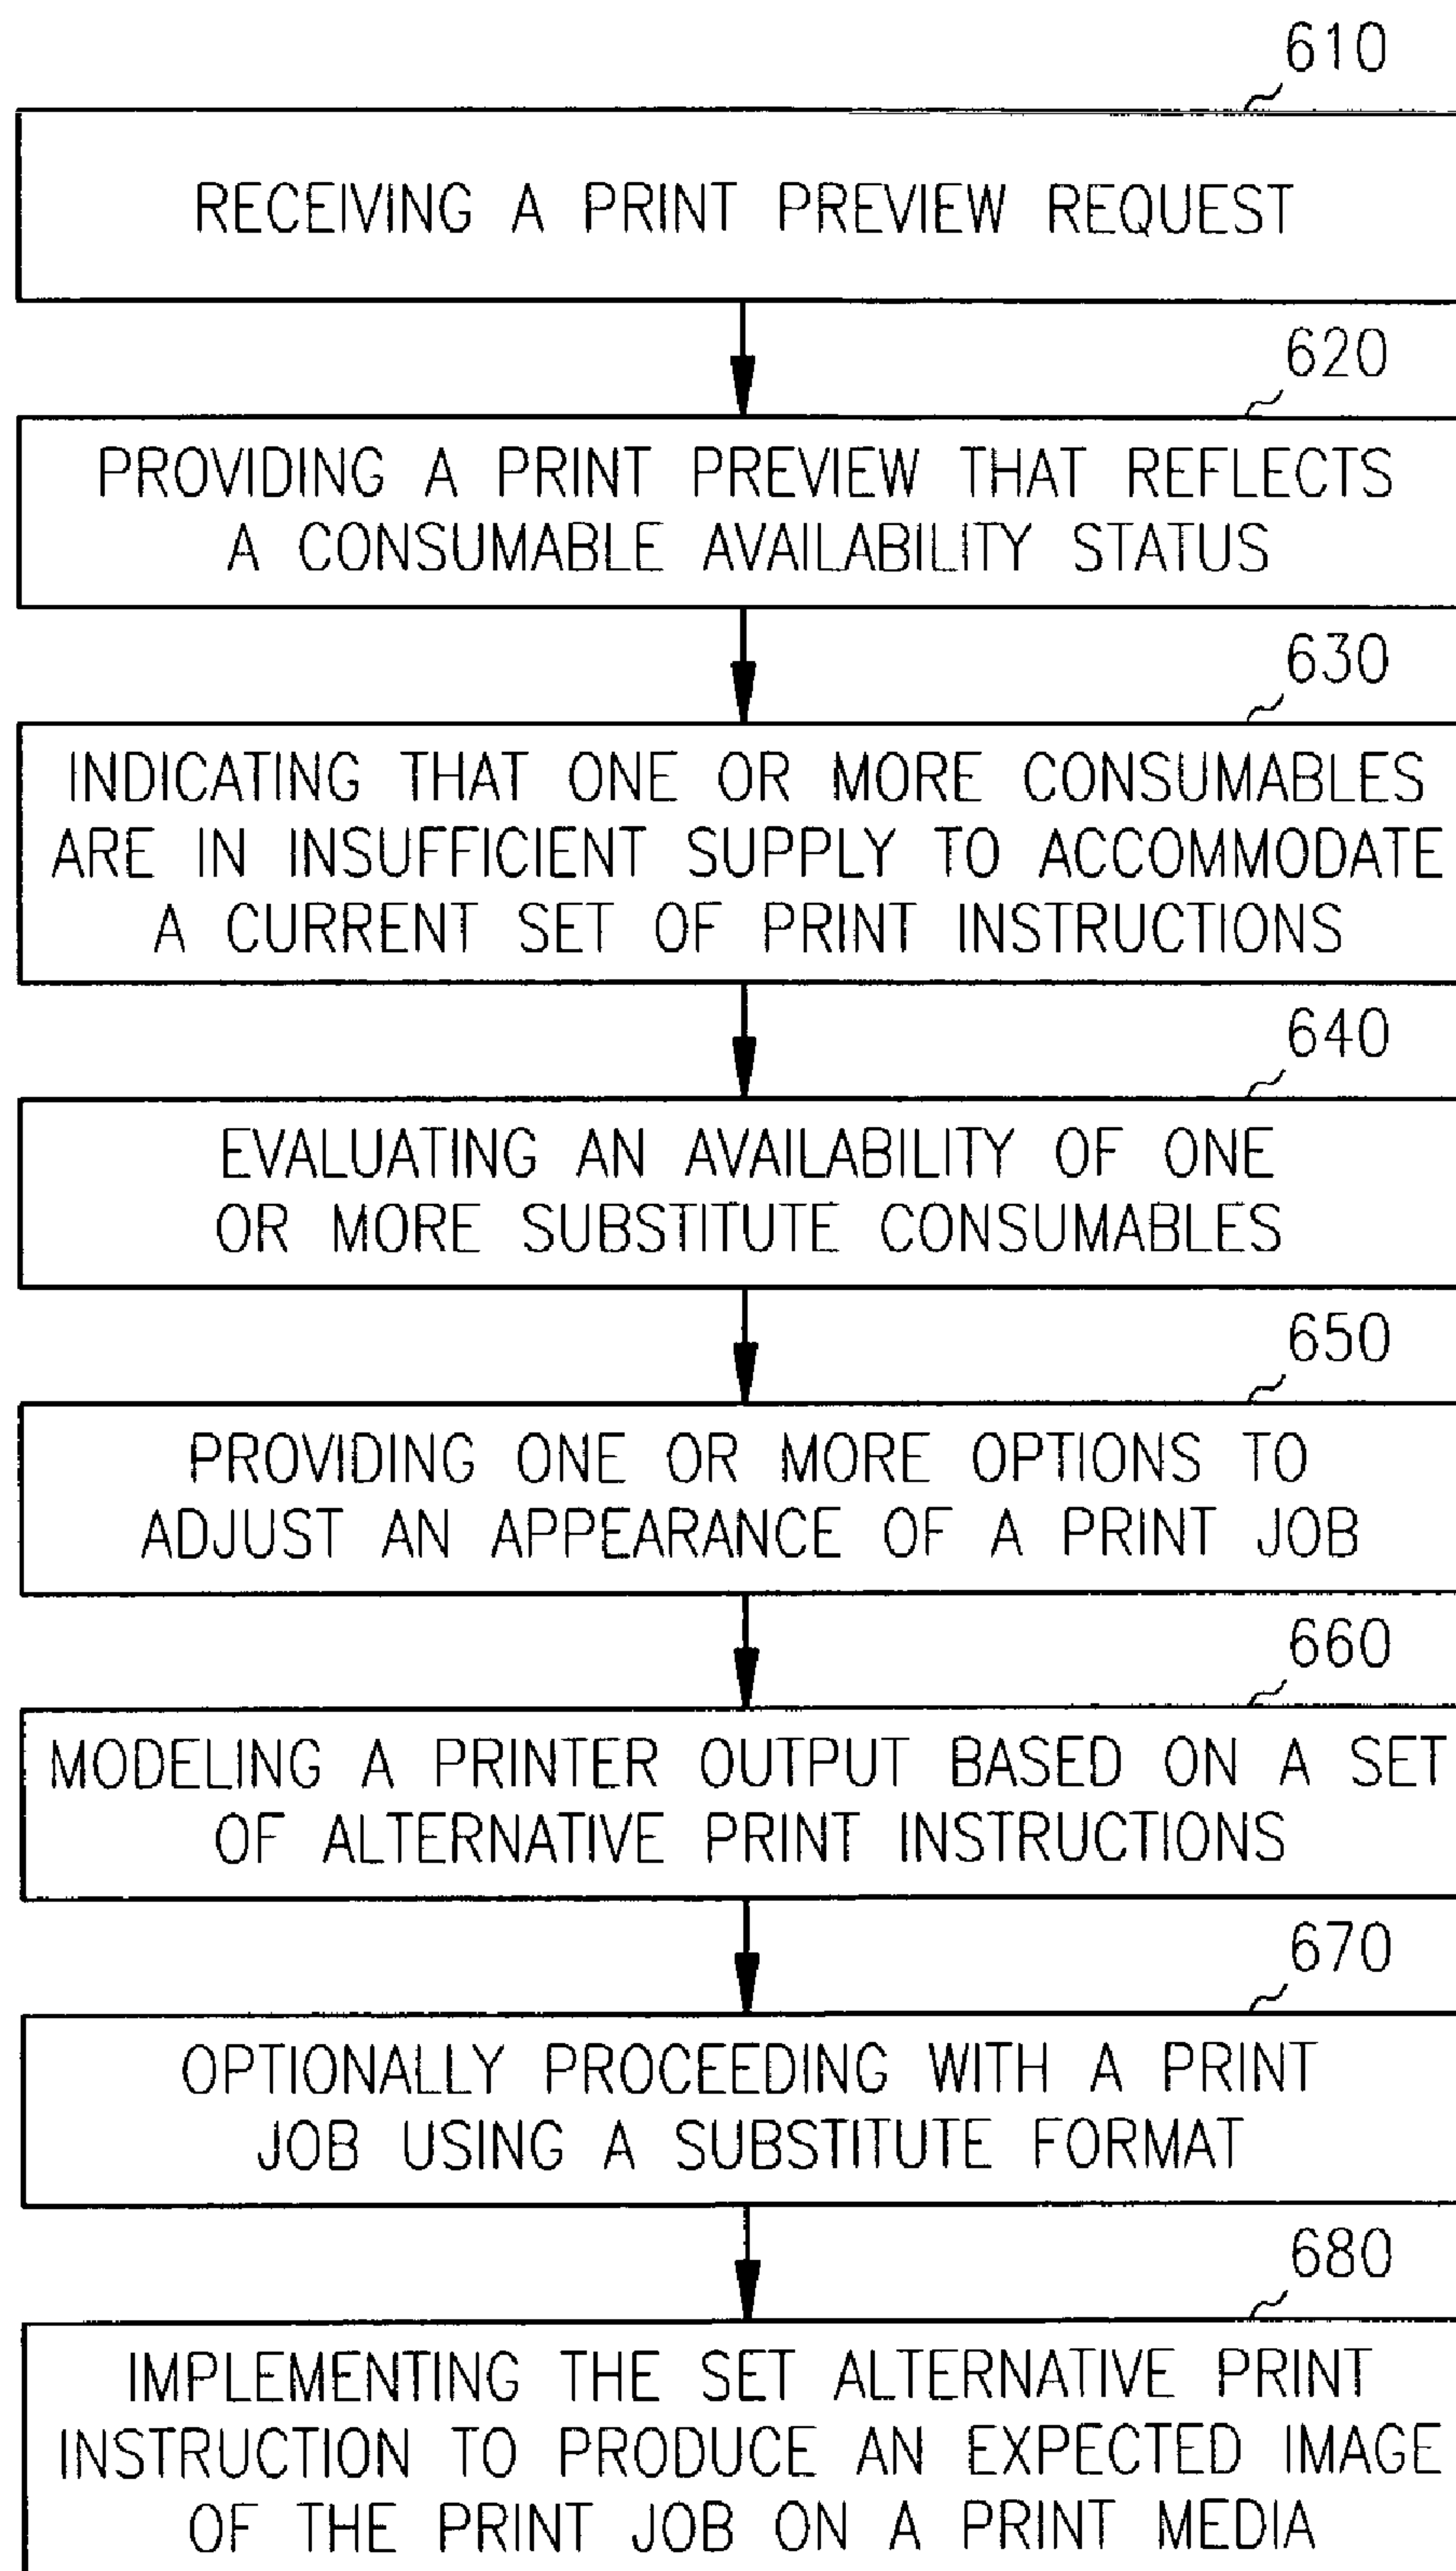 610
RECEIVING A PRINT PREVIEW REQUEST
620
PROVIDING A PRINT PREVIEW THAT REFLECTS
A CONSUMABLE AVAILABILITY STATUS
630
INDICATING THAT ONE OR MORE CONSUMABLES
ARE IN INSUFFICIENT SUPPLY TO ACCOMMODATE
A CURRENT SET OF PRINT INSTRUCTIONS
640
EVALUATING AN AVAILABILITY OF ONE
OR MORE SUBSTITUTE CONSUMABLES
650
PROVIDING ONE OR MORE OPTIONS TO
ADJUST AN APPEARANCE OF A PRINT JOB
660
MODELING A PRINTER OUTPUT BASED ON A SET
OF ALTERNATIVE PRINT INSTRUCTIONS
670
OPTIONALLY PROCEEDING WITH A PRINT
JOB USING A SUBSTITUTE FORMAT
680
IMPLEMENTING THE SET ALTERNATIVE PRINT
INSTRUCTION TO PRODUCE AN EXPECTED IMAGE
OF THE PRINT JOB ON A PRINT MEDIA